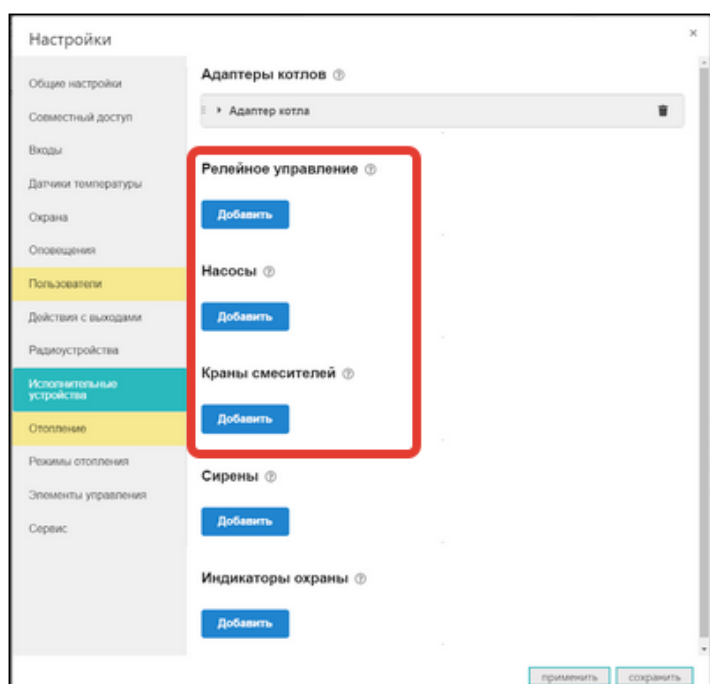 Настройки
×
Общие настройки
Совместный доступ
Входы
Датчики температуры
Охрана
Оповещения
Пользователи
Действия с выходами
Радиоустройства
Исполнительные
устройства
Отопление
Режимы отопления
Элементы управления
Сервис
Адаптеры котлов ?
Адаптер котла
Релейное управление ?
Добавить
Насосы ?
Добавить
Краны смесителей ?
Добавить
Сирены ?
Добавить
Индикаторы охраны ?
Добавить
применить
сохранить